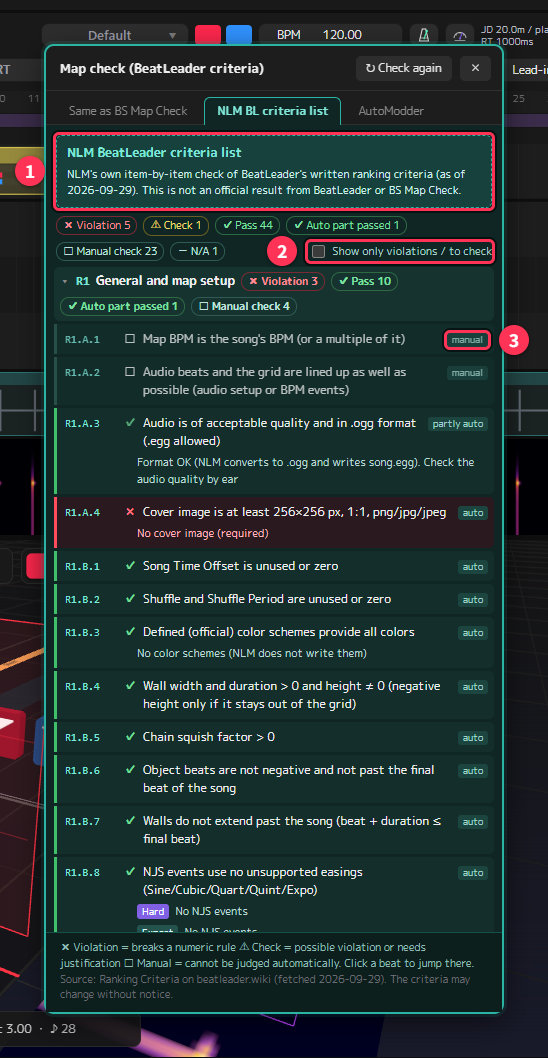 Default
BPM 120.00
JD 20.0m / pla
RT 1000ms
RT
Lead-in
Map check (BeatLeader criteria)
↻ Check again
×
0 11
25
Same as BS Map Check
NLM BL criteria list
AutoModder
1
NLM BeatLeader criteria list
NLM's own item-by-item check of BeatLeader's written ranking criteria (as of
2026-09-29). This is not an official result from BeatLeader or BS Map Check.
× Violation 5
⚠ Check 1
✓ Pass 44
✓ Auto part passed 1
☐ Manual check 23
— N/A 1
2
Show only violations / to check
R1 General and map setup
× Violation 3
✓ Pass 10
✓ Auto part passed 1
☐ Manual check 4
R1.A.1 ☐ Map BPM is the song's BPM (or a multiple of it) manual
3
R1.A.2 ☐ Audio beats and the grid are lined up as well as manual
possible (audio setup or BPM events)
R1.A.3 ✓ Audio is of acceptable quality and in .ogg format partly auto
(.egg allowed)
Format OK (NLM converts to .ogg and writes song.egg). Check the
audio quality by ear
R1.A.4 × Cover image is at least 256×256 px, 1:1, png/jpg/jpeg auto
No cover image (required)
R1.B.1 ✓ Song Time Offset is unused or zero auto
R1.B.2 ✓ Shuffle and Shuffle Period are unused or zero auto
R1.B.3 ✓ Defined (official) color schemes provide all colors auto
No color schemes (NLM does not write them)
R1.B.4 ✓ Wall width and duration > 0 and height ≠ 0 (negative auto
height only if it stays out of the grid)
R1.B.5 ✓ Chain squish factor > 0 auto
R1.B.6 ✓ Object beats are not negative and not past the final auto
beat of the song
R1.B.7 ✓ Walls do not extend past the song (beat + duration ≤ auto
final beat)
R1.B.8 ✓ NJS events use no unsupported easings auto
(Sine/Cubic/Quart/Quint/Expo)
Hard No NJS events
Expert No NJS events
× Violation = breaks a numeric rule ⚠ Check = possible violation or needs
justification ☐ Manual = cannot be judged automatically. Click a beat to jump there.
Source: Ranking Criteria on beatleader.wiki (fetched 2026-09-29). The criteria may
change without notice.
3.00 · ♪ 28